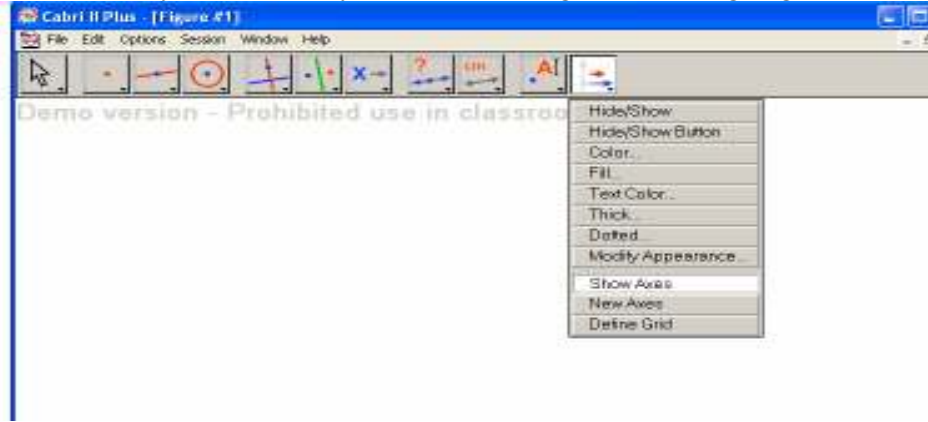 Cabri II Plus - [Figure #1]
File Edit Options Session Window Help
? cm A
Demo version - Prohibited use in classroo
Hide/Show
Hide/Show Button
Color...
Fill...
Text Color...
Thick...
Dotted...
Modify Appearance...
Show Axes
New Axes
Define Grid